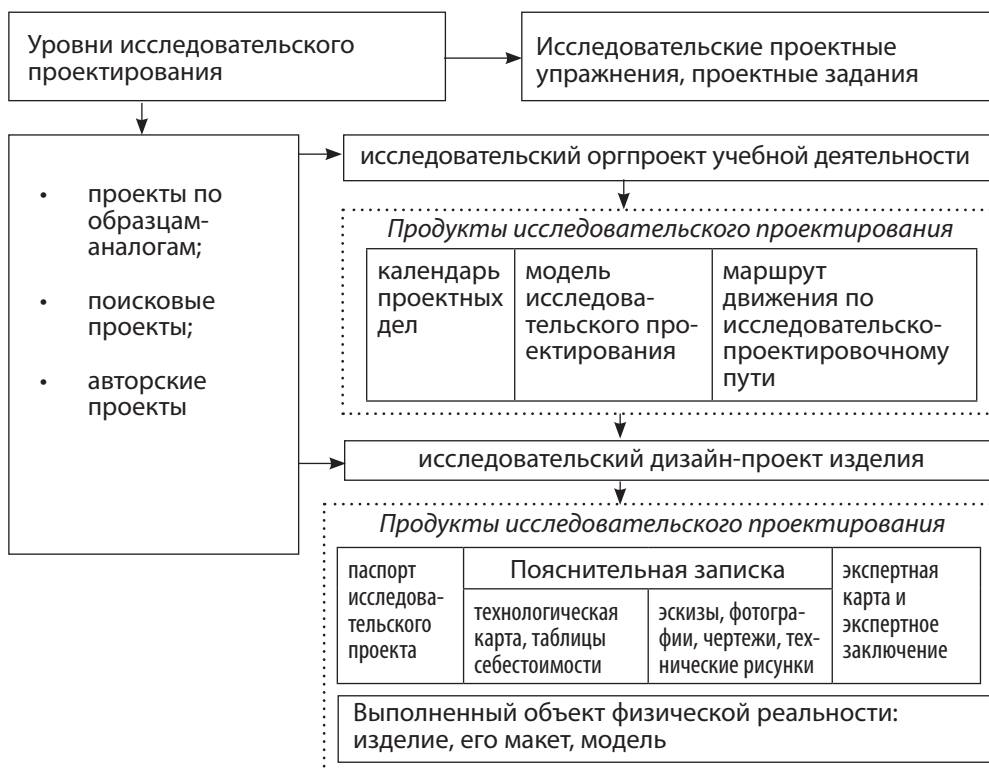 Уровни исследовательского
проектирования
Исследовательские проектные
упражнения, проектные задания
• проекты по
образцам-
аналогам;
• поисковые
проекты;
• авторские
проекты
исследовательский оргпроект учебной деятельности
Продукты исследовательского проектирования
календарь
проектных
дел
модель
исследова-
тельского про-
ектирования
маршрут
движения по
исследовательско-
проектировочному
пути
исследовательский дизайн-проект изделия
Продукты исследовательского проектирования
паспорт
исследова-
тельского
проекта
Пояснительная записка
технологическая
карта, таблицы
себестоимости
эскизы, фотогра-
фии, чертежи, тех-
нические рисунки
экспертная
карта и
экспертное
заключение
Выполненный объект физической реальности:
изделие, его макет, модель